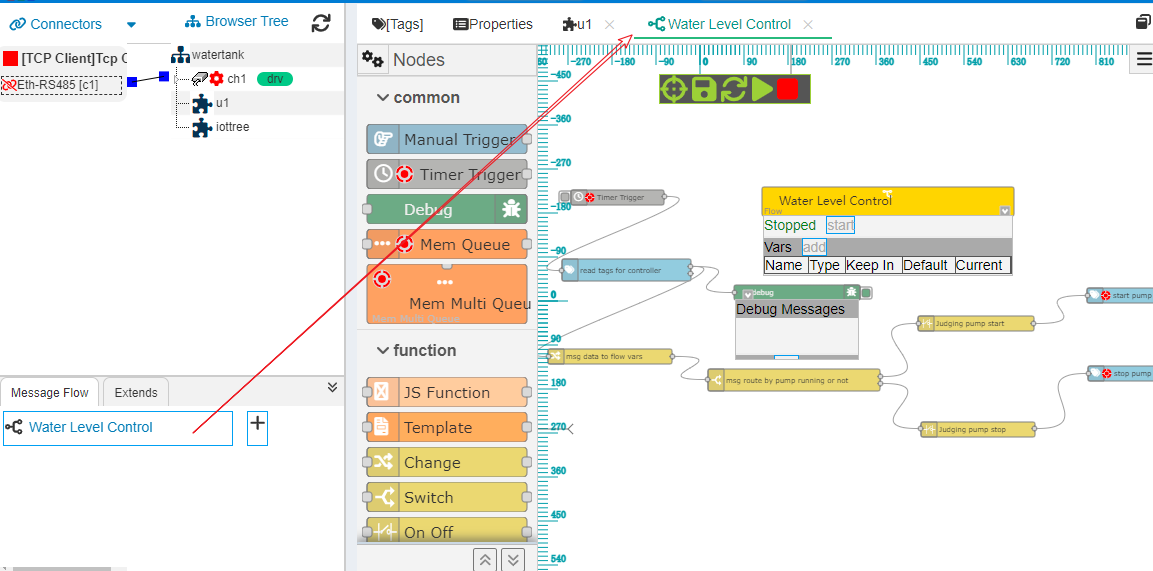 Connectors
Browser Tree
[Tags]
Properties
u1
Water Level Control
[TCP Client]Tcp
Eth-RS485 [c1]
watertank
ch1
drv
u1
iottree
Nodes
common
Manual Trigger
Timer Trigger
Debug
Mem Queue
Mem Multi Queu
Mem Multi Queue
function
JS Function
Template
Change
Switch
On Off
Message Flow
Extends
Water Level Control
-270
-180
-90
0
90
180
270
360
450
-450
-360
-270
-180
-90
0
90
180
270
360
450
540
Timer Trigger
read tags for controller
msg data to flow vars
debug
Debug Messages
msg route by pump running or not
Judging pump start
Judging pump stop
start pump
stop pump
Water Level Control
Flow
Stopped start
Vars add
Name Type Keep In Default Current